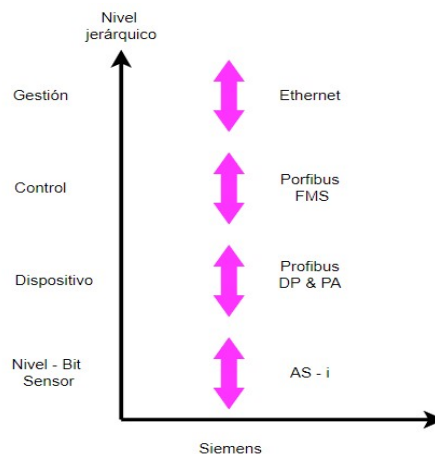 Nivel
jerárquico
Gestión
Ethernet
Control
Porfibus
FMS
Dispositivo
Profibus
DP & PA
Nivel - Bit
Sensor
AS - i
Siemens